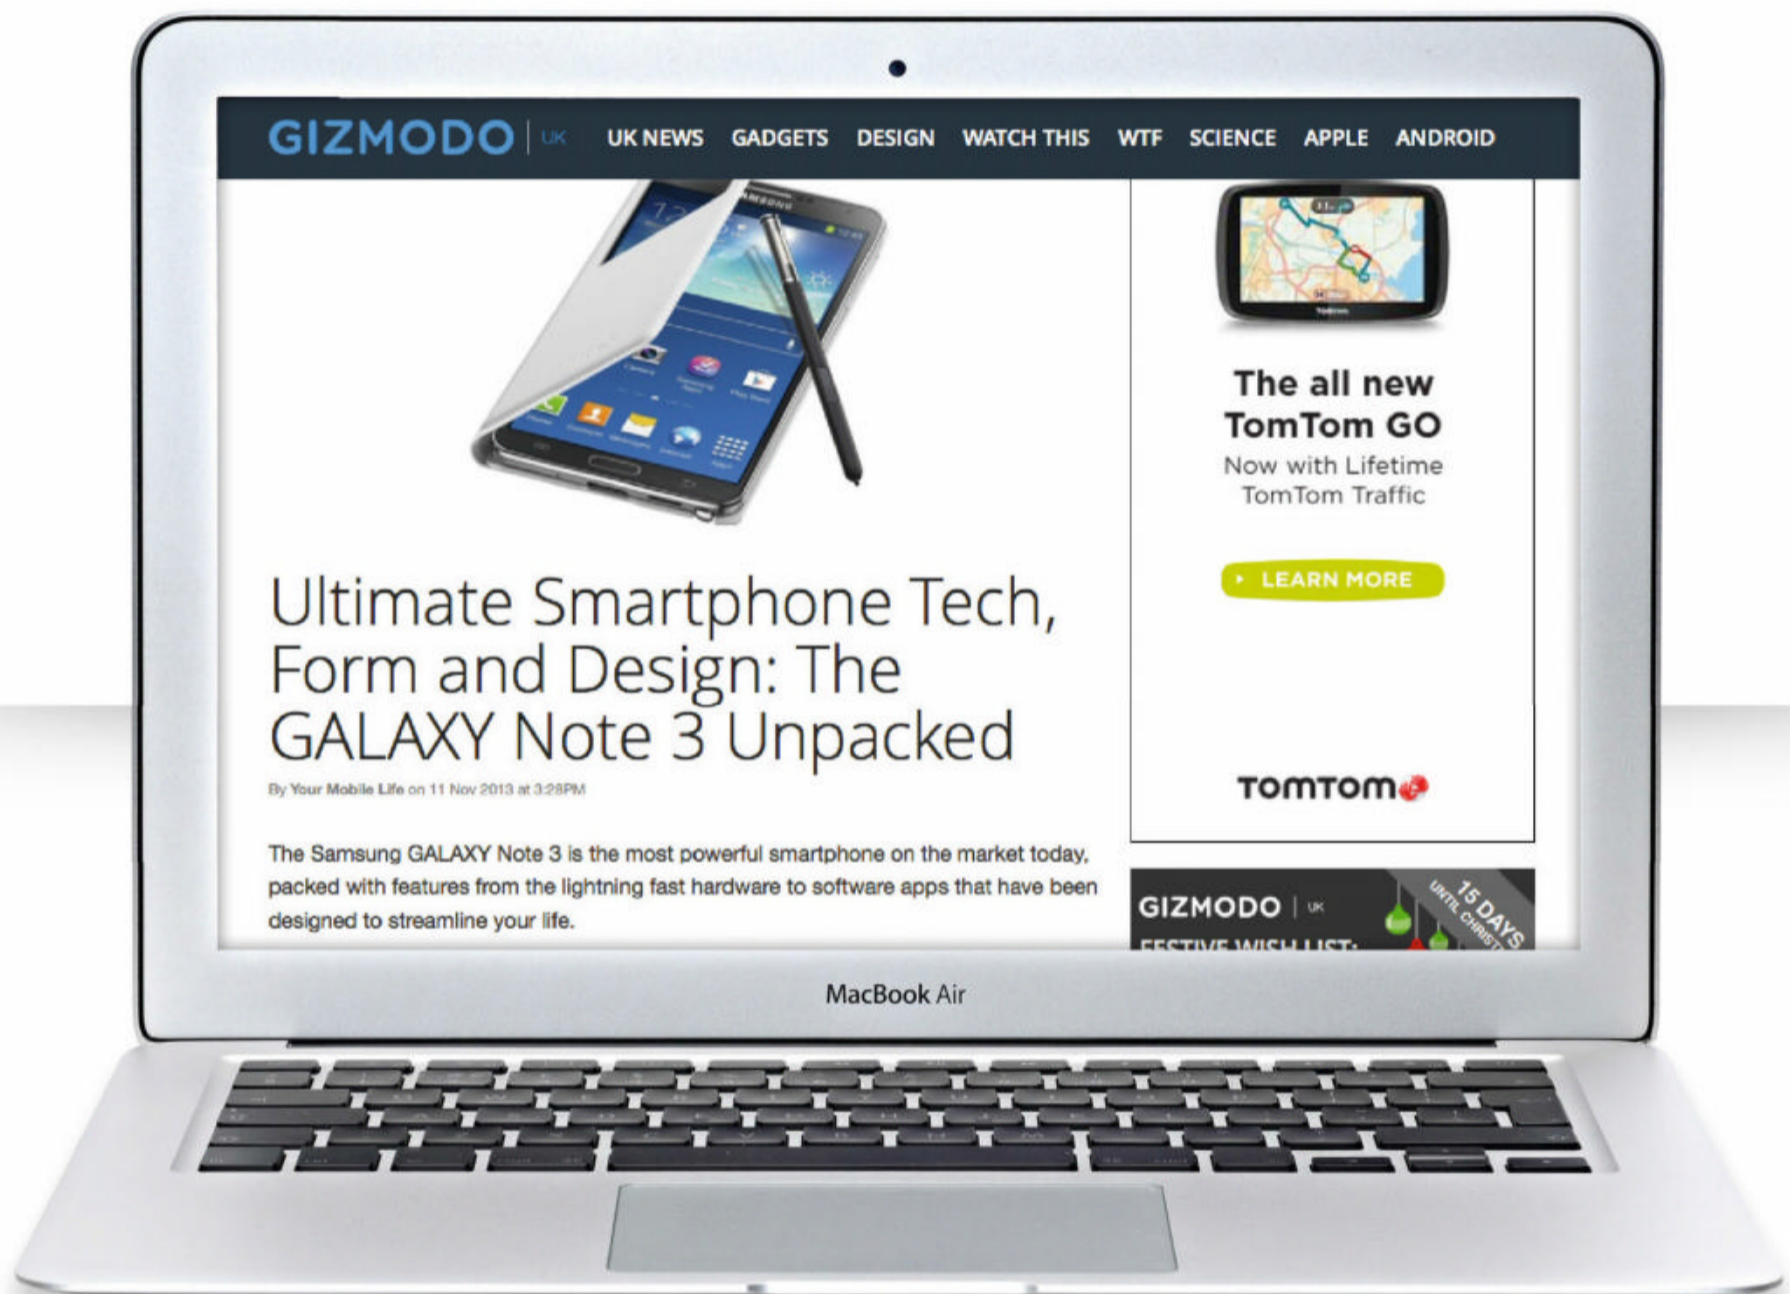 GIZMODO | UK UK NEWS GADGETS DESIGN WATCH THIS WTF SCIENCE APPLE ANDROID
SAMSUNG
Ultimate Smartphone Tech,
Form and Design: The
GALAXY Note 3 Unpacked
By Your Mobile Life on 11 Nov 2013 at 3:28PM
The Samsung GALAXY Note 3 is the most powerful smartphone on the market today,
packed with features from the lightning fast hardware to software apps that have been
designed to streamline your life.
The all new
TomTom GO
Now with Lifetime
TomTom Traffic
LEARN MORE
TOMTOM
GIZMODO | UK
FESTIVE WISH LIST:
15 DAYS
UNTIL CHRIST
MacBook Air